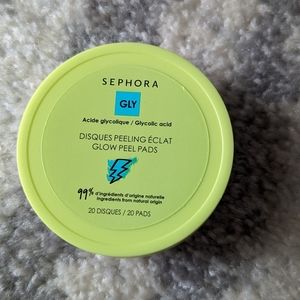 SEPHORA
GLY
Acide glycolique / Glycolic acid
DISQUES PEELING ÉCLAT
GLOW PEEL PADS
99% d'ingrédients d'origine naturelle
ingredients from natural origin
20 DISQUES / 20 PADS